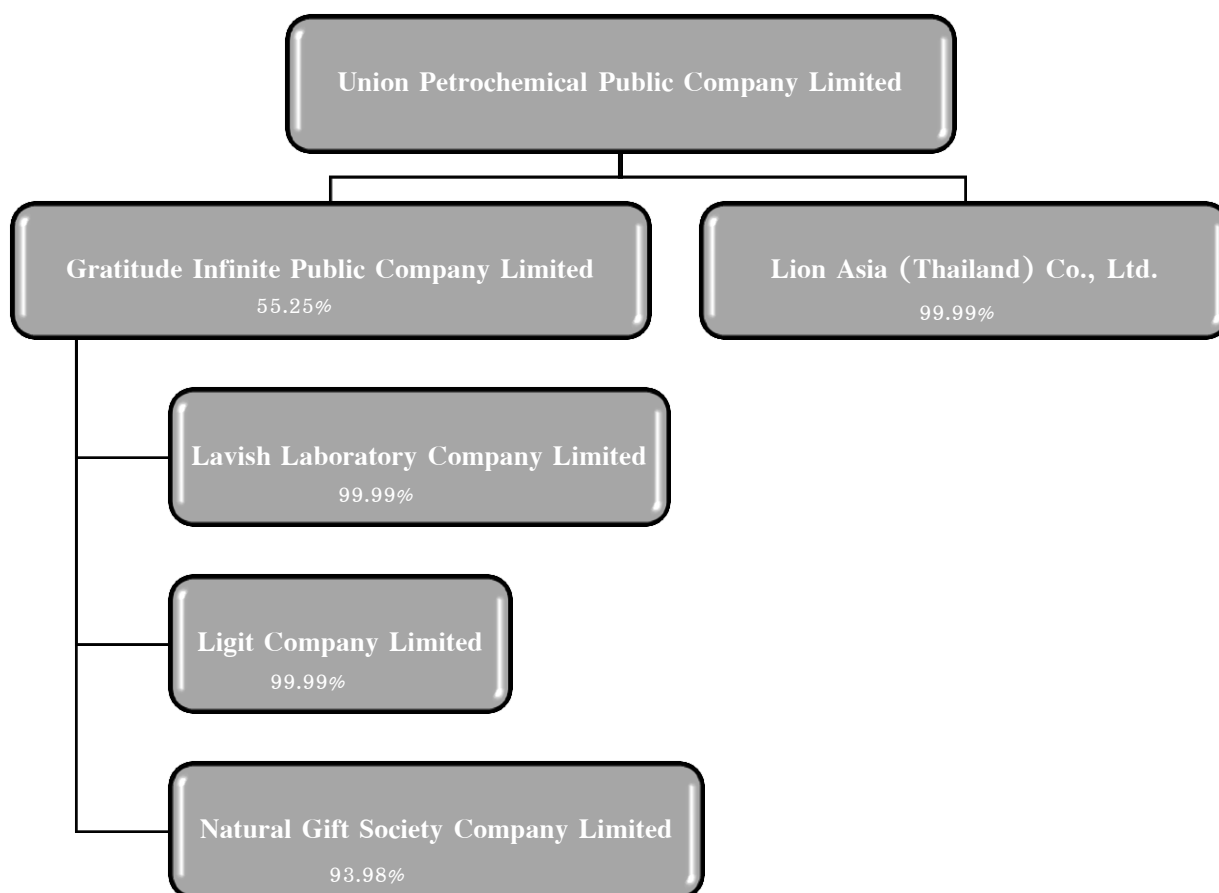 Union Petrochemical Public Company Limited
Gratitude Infinite Public Company Limited
55.25%
Lion Asia (Thailand) Co., Ltd.
99.99%
Lavish Laboratory Company Limited
99.99%
Ligit Company Limited
99.99%
Natural Gift Society Company Limited
93.98%